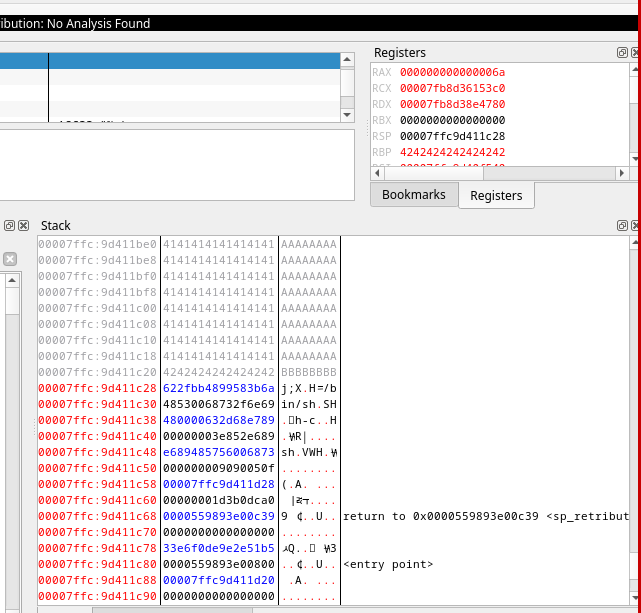 ibution: No Analysis Found
Registers
RAX 000000000000006a
RCX 00007fb8d36153c0
RDX 00007fb8d38e4780
RBX 0000000000000000
RSP 00007ffc9d411c28
RBP 4242424242424242
Bookmarks Registers
Stack
00007ffc:9d411be0 4141414141414141 AAAAAAAA
00007ffc:9d411be8 4141414141414141 AAAAAAAA
00007ffc:9d411bf0 4141414141414141 AAAAAAAA
00007ffc:9d411bf8 4141414141414141 AAAAAAAA
00007ffc:9d411c00 4141414141414141 AAAAAAAA
00007ffc:9d411c08 4141414141414141 AAAAAAAA
00007ffc:9d411c10 4141414141414141 AAAAAAAA
00007ffc:9d411c18 4141414141414141 AAAAAAAA
00007ffc:9d411c20 4242424242424242 BBBBBBBB
00007ffc:9d411c28 622fbb4899583b6a j;X.H=/b
00007ffc:9d411c30 48530068732f6e69 in/sh.SH
00007ffc:9d411c38 480000632d68e789
00007ffc:9d411c40 00000003e852e689
00007ffc:9d411c48 e689485756006873
00007ffc:9d411c50 000000009090050f ........
00007ffc:9d411c58 00007ffc9d411d28 (.A. ...
00007ffc:9d411c60 00000001d3b0dca0
00007ffc:9d411c68 0000559893e00c39 return to 0x0000559893e00c39 <sp_retribut
00007ffc:9d411c70 0000000000000000 ........
00007ffc:9d411c78 33e6f0de9e2e51b5
00007ffc:9d411c80 0000559893e00800 <entry point>
00007ffc:9d411c88 00007ffc9d411d20 .A. ...
00007ffc:9d411c90 0000000000000000 ........